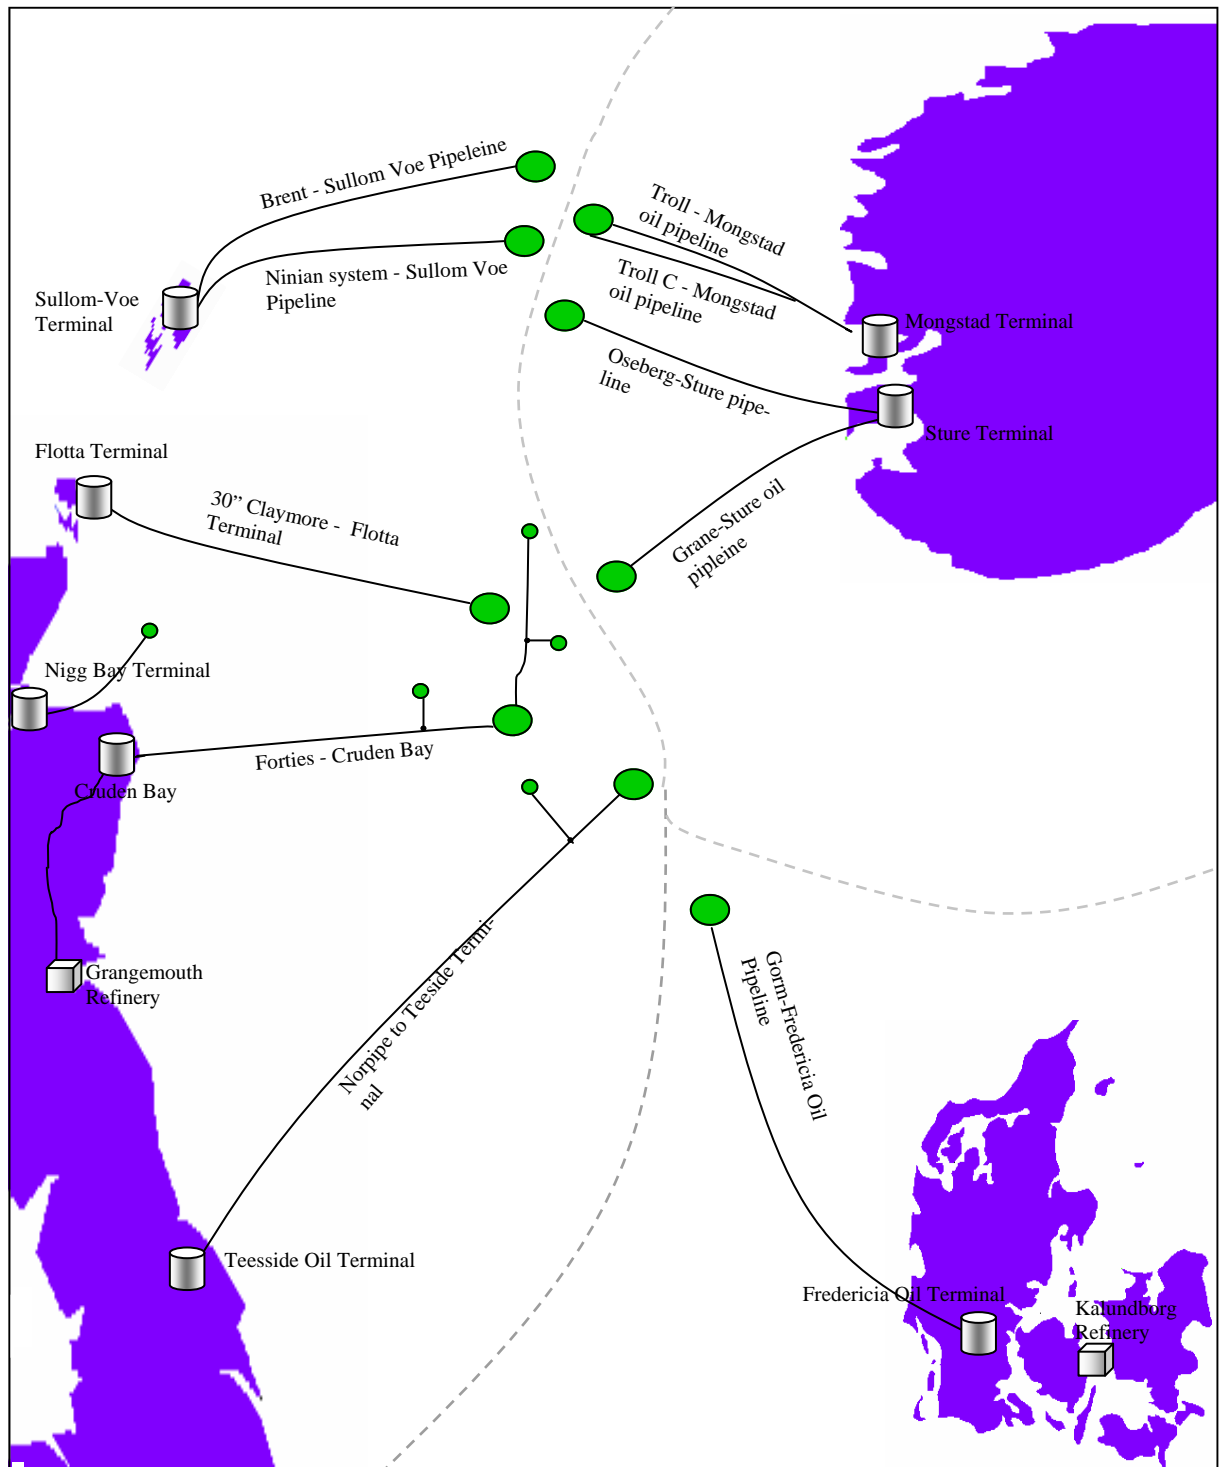 Brent - Sullom Voe Pipeleine
Troll - Mongstad
oil pipeline
Ninian system - Sullom Voe
Pipeline
Troll C - Mongstad
oil pipeline
Sullom-Voe
Terminal
Mongstad Terminal
Oseberg-Sture pipe-
line
Sture Terminal
Flotta Terminal
30” Claymore -  Flotta
Terminal
Grane-Sture oil
pipleine
Nigg Bay Terminal
Forties - Cruden Bay
Cruden Bay
Grangemouth
Refinery
Norpipe to Teeside Termi-
nal
Gorm-Fredericia Oil
Pipeline
Teesside Oil Terminal
Fredericia Oil Terminal
Kalundborg
Refinery